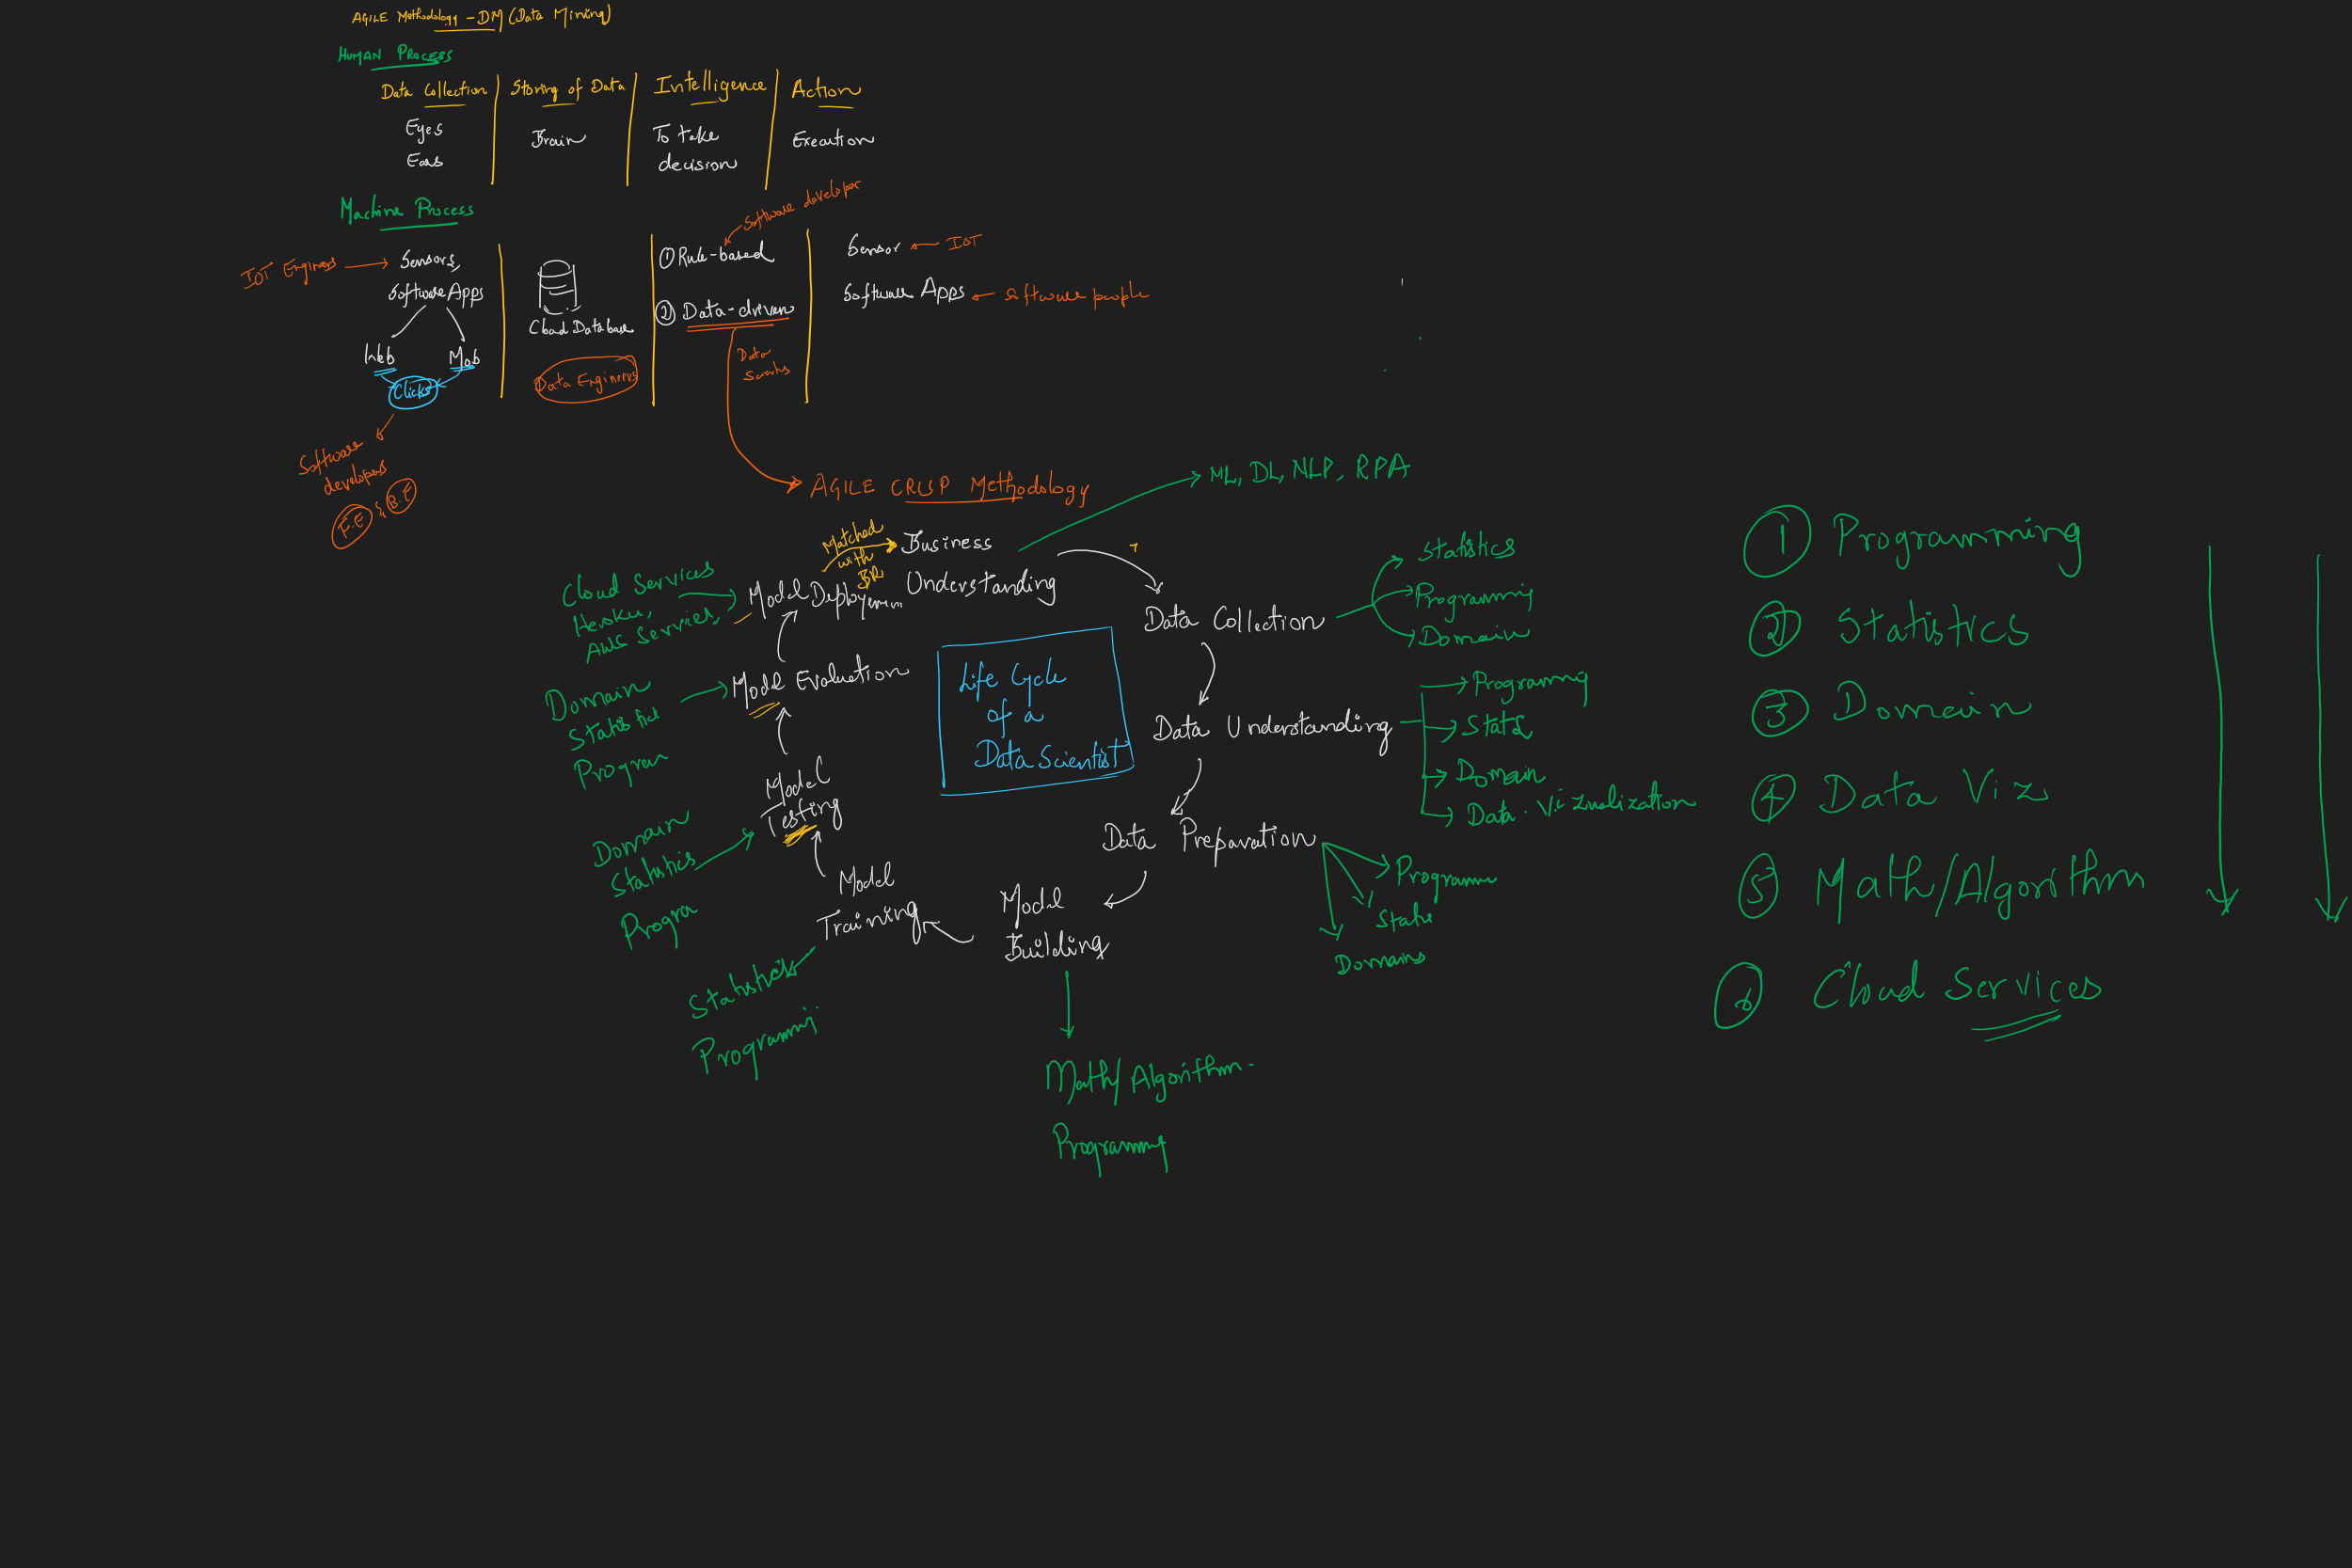 AGILE Methodology - DM (Data Mining)
HUMAN PROCESS
Data Collection
Storing of Data
Intelligence
Action
Eyes
Ears
Brain
To take
decision
Execution
Machine Process
IOT Engineers
Sensors,
Software Apps
Web
Mob
Clicks
Software
developers
F.E & B.E
Cloud Database
Data Engineers
Software developer
① Rule-based
② Data-driven
Data
Sensor
IOT
Software Apps
Software people
AGILE CRISP Methodology
ML, DL, NLP, RPA
Matched
with
BR
Business
Understanding
Data Collection
Statistics
Programming
Domain
Data Understanding
Programming
Stats
Domain
Data Vizualization
Data Preparation
Stats
Domains
Model
Building
Math/Algorithm
Programming
Model
Training
Statistics
Model
Testing
Domain
Statistics
Progra
Model Evaluation
Domain
Program
Model Deployment
Cloud Services
Heroku,
AWS Services,
Life Cycle
of a
Data Scientist
① Programming
② Statistics
③ Domain
④ Data Viz
⑤ Math/Algorithm
⑥ Cloud Services